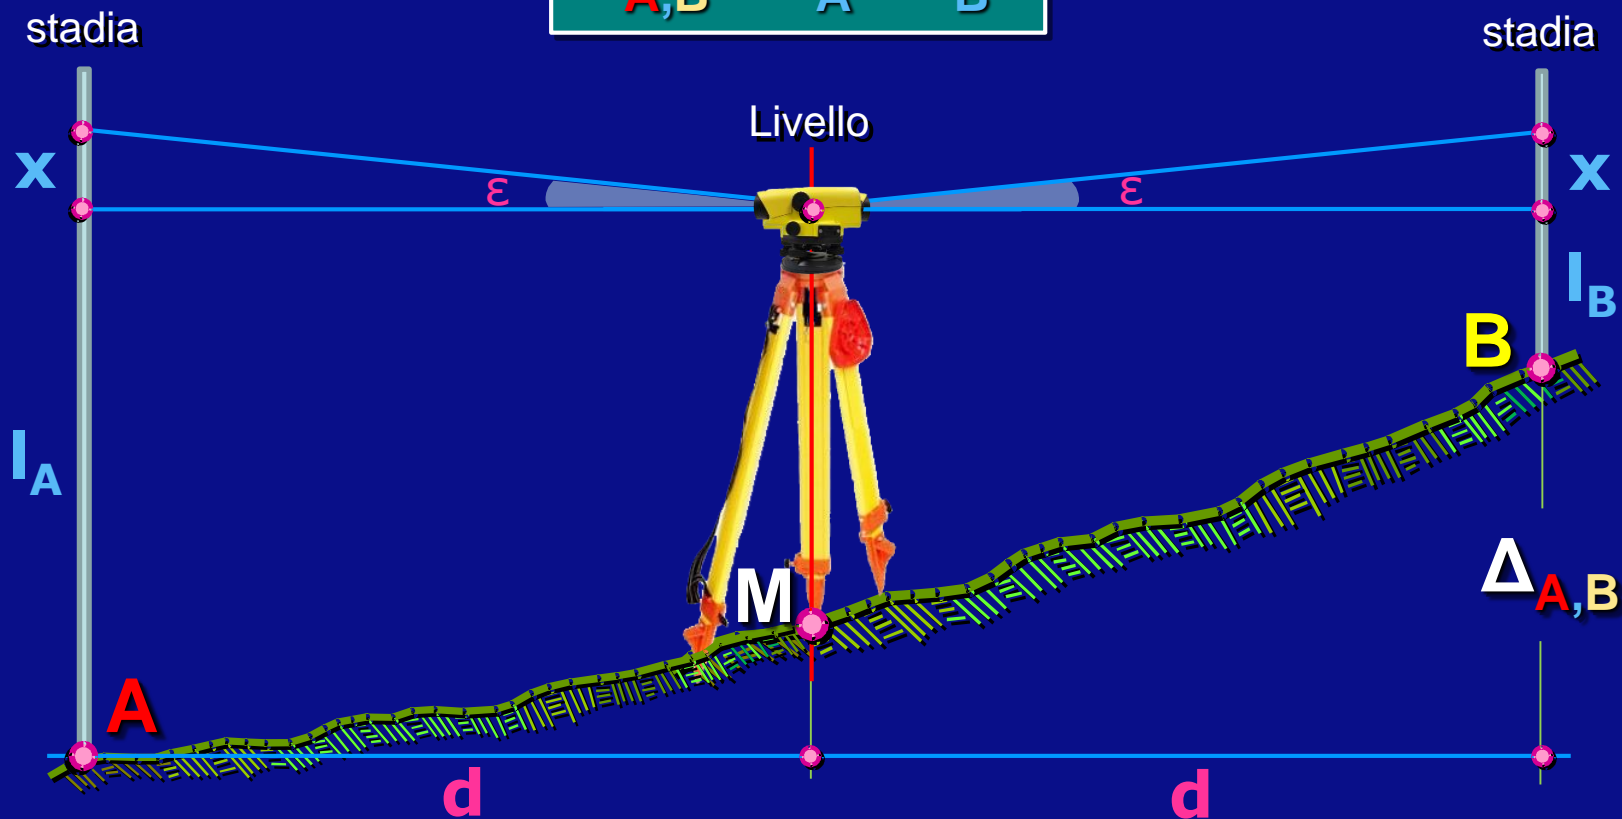 A,B A B
stadia
stadia
Livello
x
ε
ε
x
lB
B
lA
M
ΔA,B
A
d
d